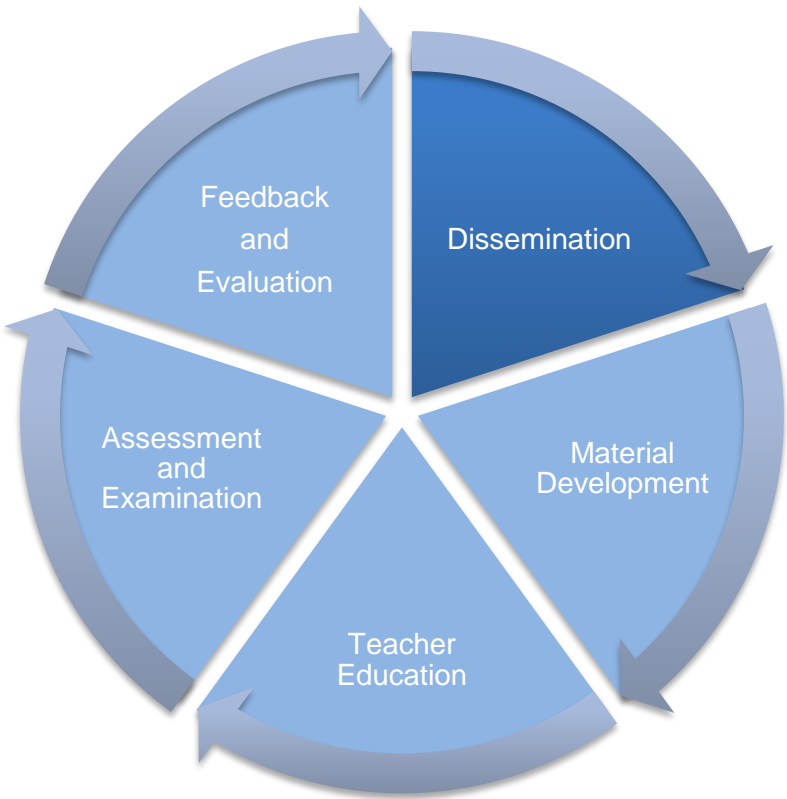 Dissemination
Material
Development
Teacher
Education
Assessment
and
Examination
Feedback
and
Evaluation